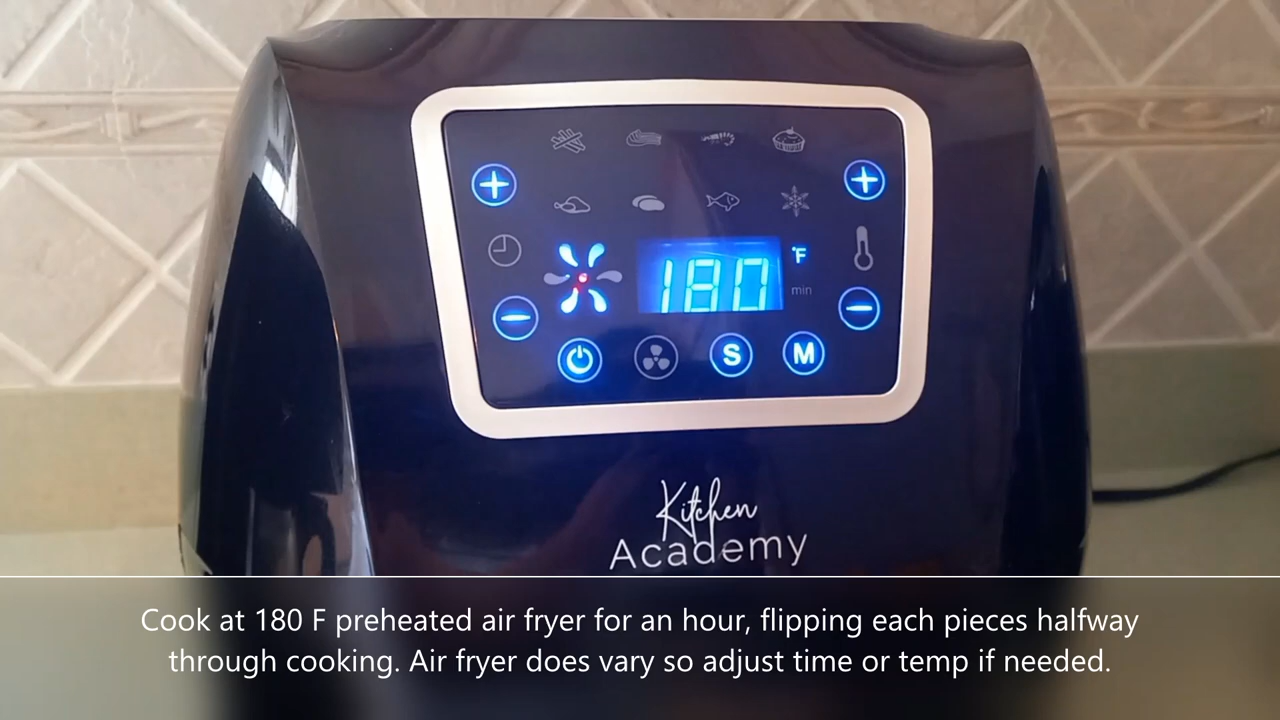 180
°F
min
S
M
Kitchen
Academy
Cook at 180 F preheated air fryer for an hour, flipping each pieces halfway
through cooking. Air fryer does vary so adjust time or temp if needed.